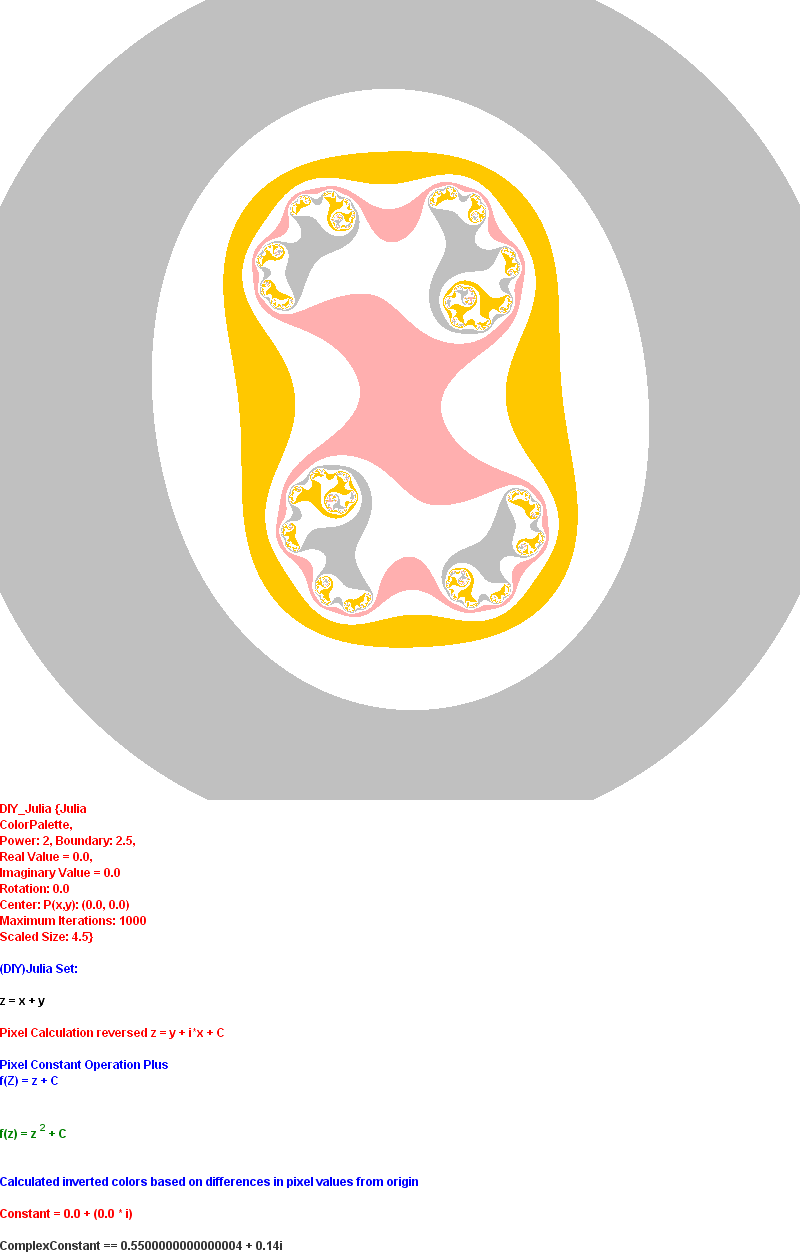 DIY_Julia {Julia
ColorPalette,
Power: 2, Boundary: 2.5,
Real Value = 0.0,
Imaginary Value = 0.0
Rotation: 0.0
Center: P(x,y): (0.0, 0.0)
Maximum Iterations: 1000
Scaled Size: 4.5}
(DIY)Julia Set:
z = x + y
Pixel Calculation reversed z = y + i*x + C
Pixel Constant Operation Plus
f(Z) = z + C
f(z) = z 2 + C
Calculated inverted colors based on differences in pixel values from origin
Constant = 0.0 + (0.0 * i)
ComplexConstant == 0.5500000000000004 + 0.14i